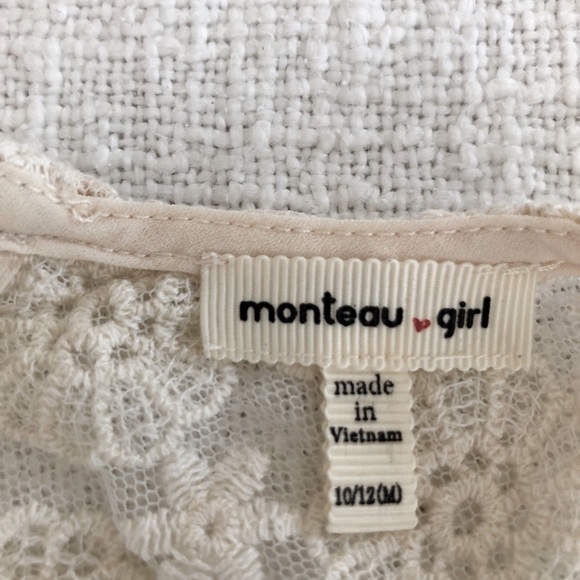 monteau girl
made
in
Vietnam
10/12(M)